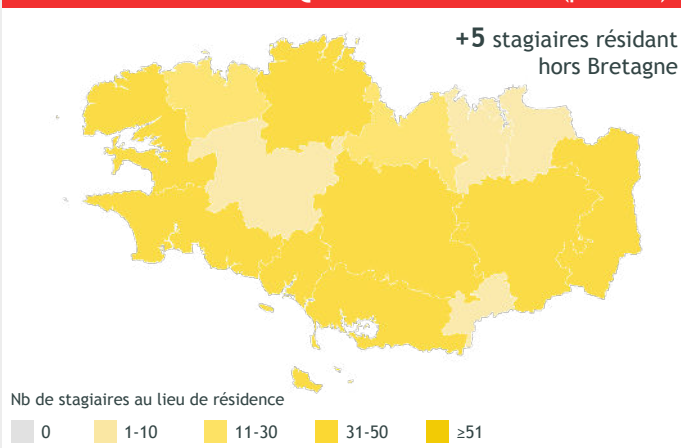 +5 stagiaires résidant
hors Bretagne
Nb de stagiaires au lieu de résidence
0 1-10 11-30 31-50 ≥51